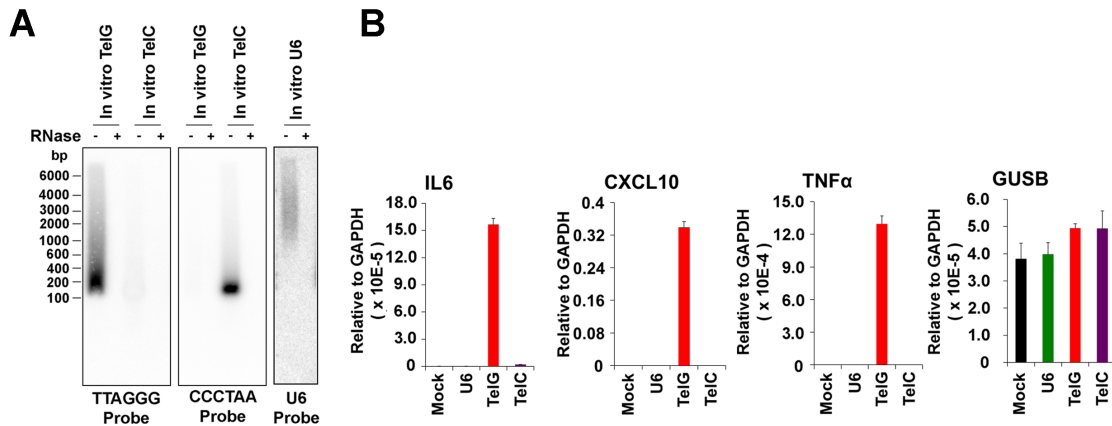 A
In vitro TelG
In vitro TelC
In vitro TelG
In vitro TelC
In vitro U6
RNase - + - + - + - + - +
bp
6000
4000
3000
2000
1000
600
400
200
100
TTAGGG
Probe
CCCTAA
Probe
U6
Probe
B
IL6
Relative to GAPDH
( x 10E-5)
18.0
15.0
12.0
9.0
6.0
3.0
0
Mock
U6
TelG
TelC
CXCL10
Relative to GAPDH
0.4
0.32
0.24
0.16
0.08
0
Mock
U6
TelG
TelC
TNFα
Relative to GAPDH
( x 10E-4)
15.0
12.0
9.0
6.0
3.0
0
Mock
U6
TelG
TelC
GUSB
Relative to GAPDH
( x 10E-5)
6.0
5.0
4.0
3.0
2.0
1.0
0
Mock
U6
TelG
TelC